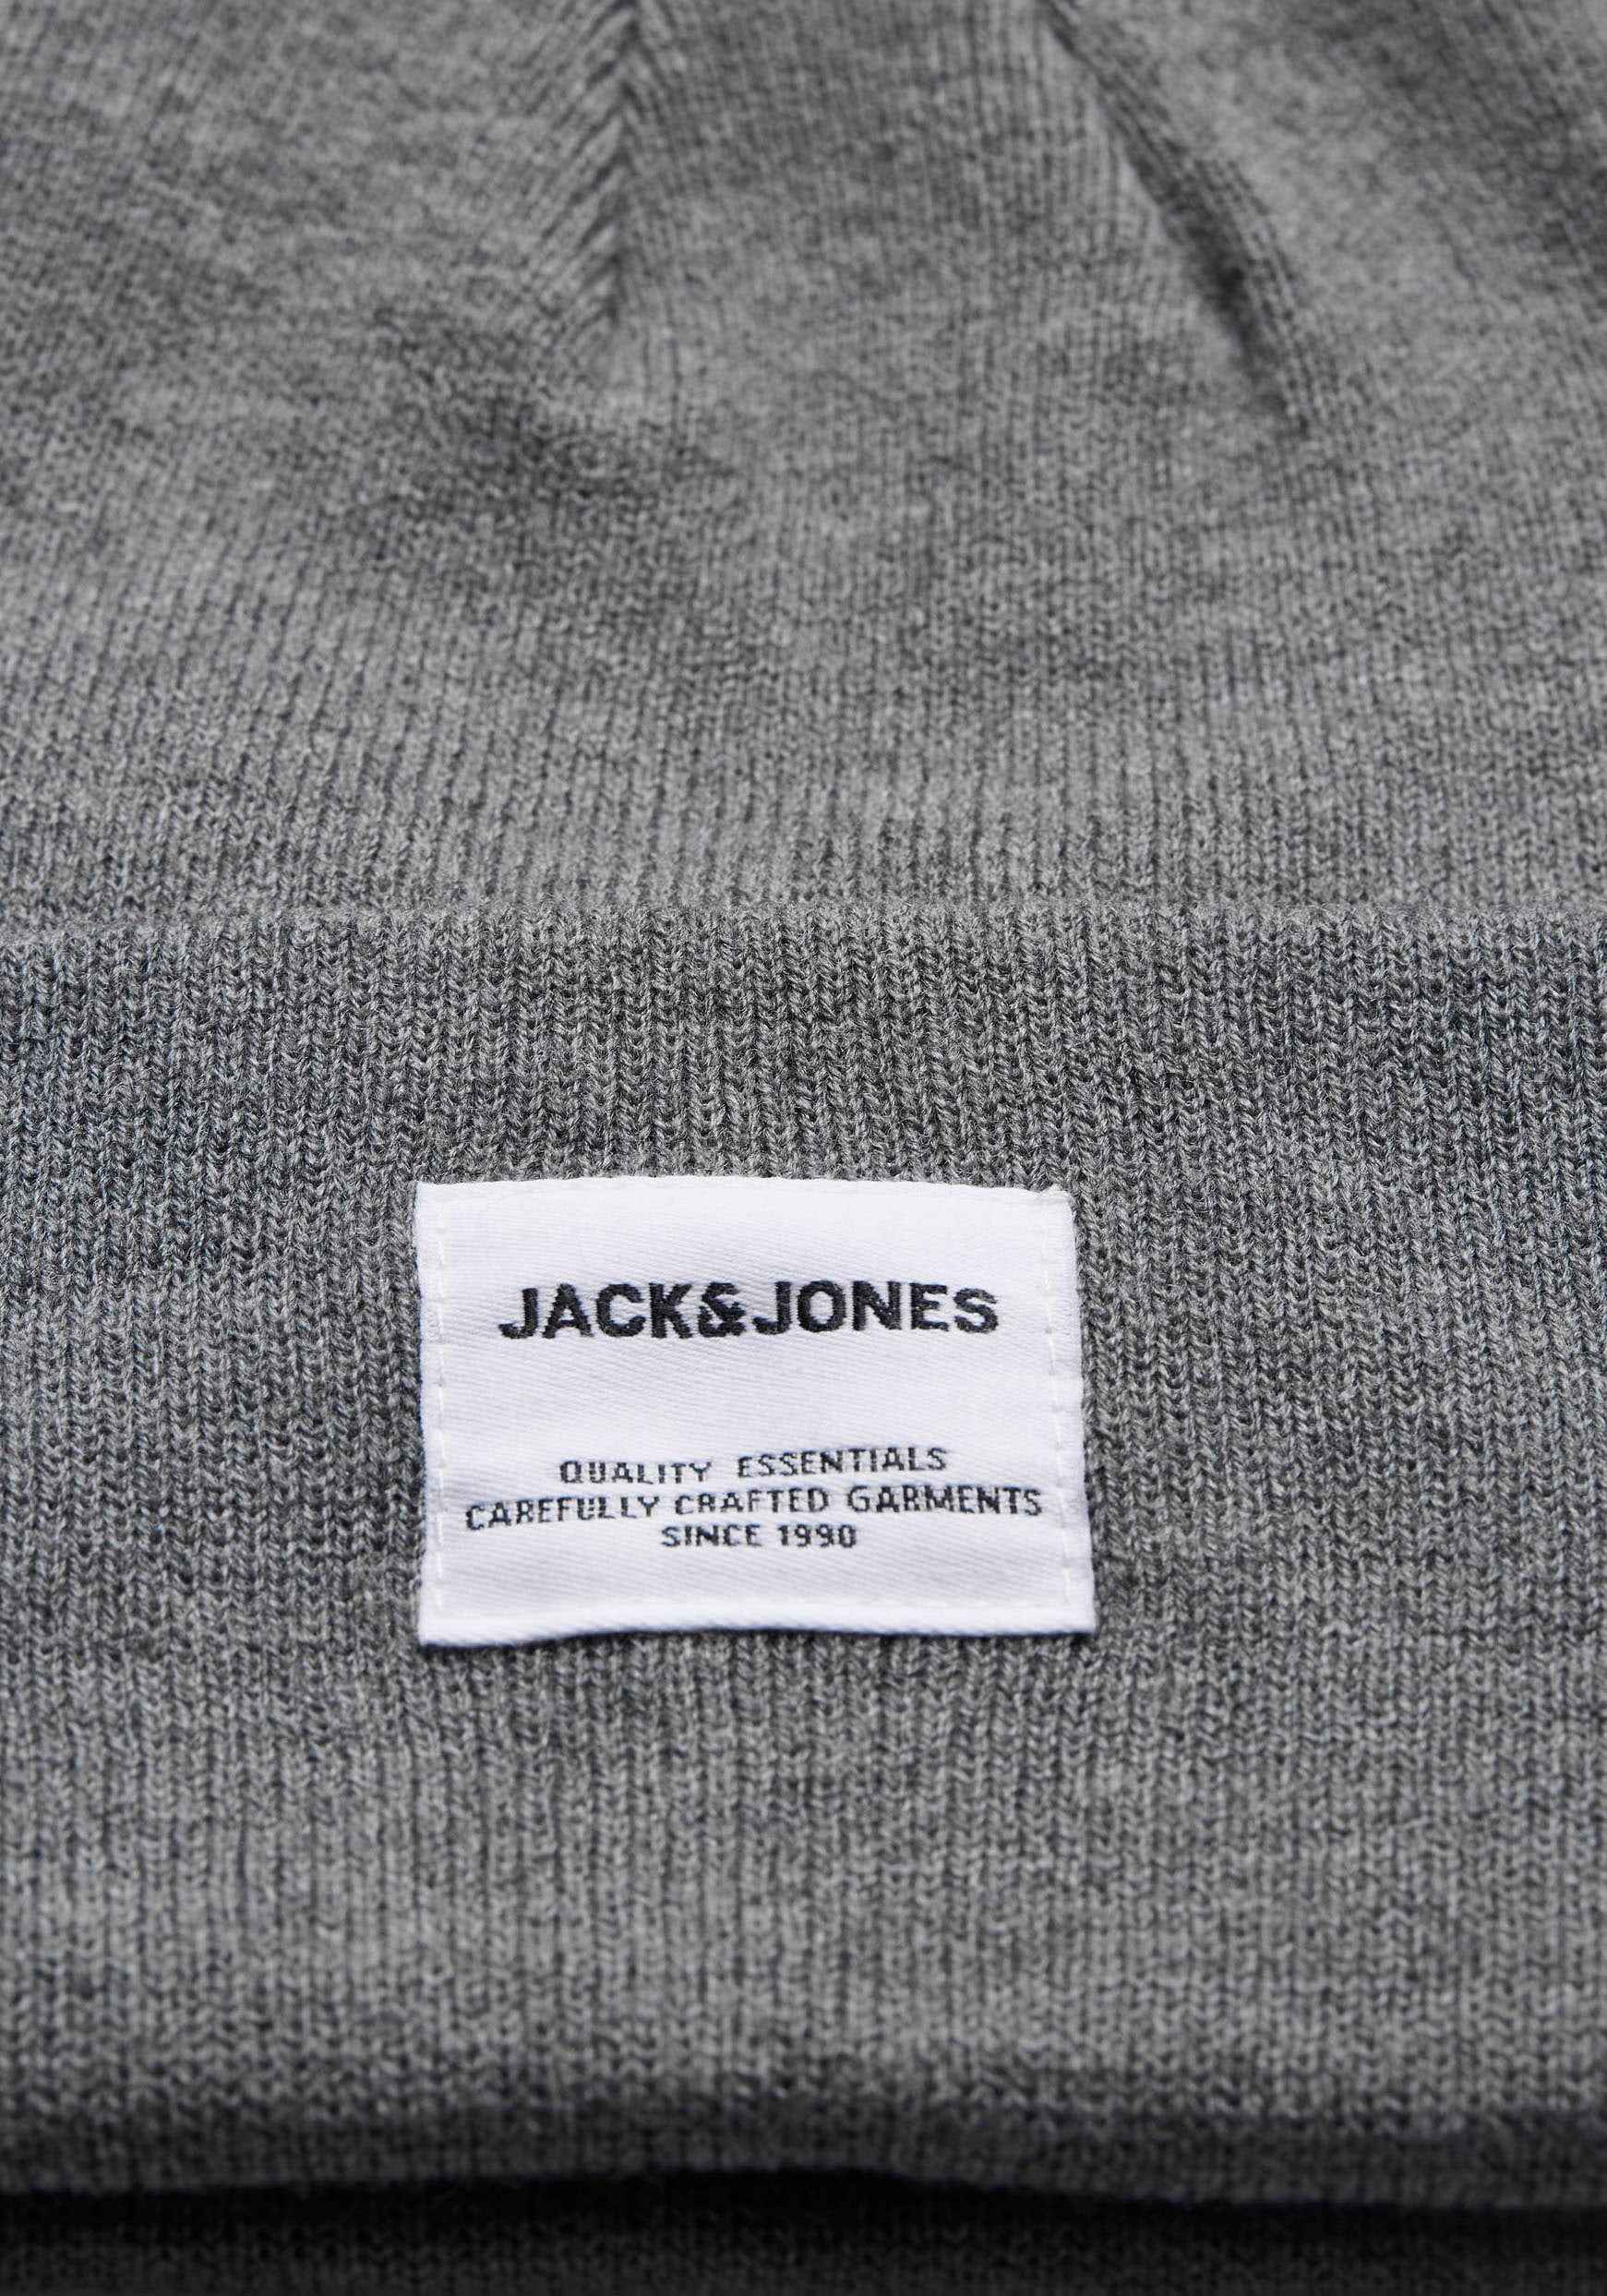 JACK&JONES
QUALITY ESSENTIALS
CAREFULLY CRAFTED GARMENTS
SINCE 1990